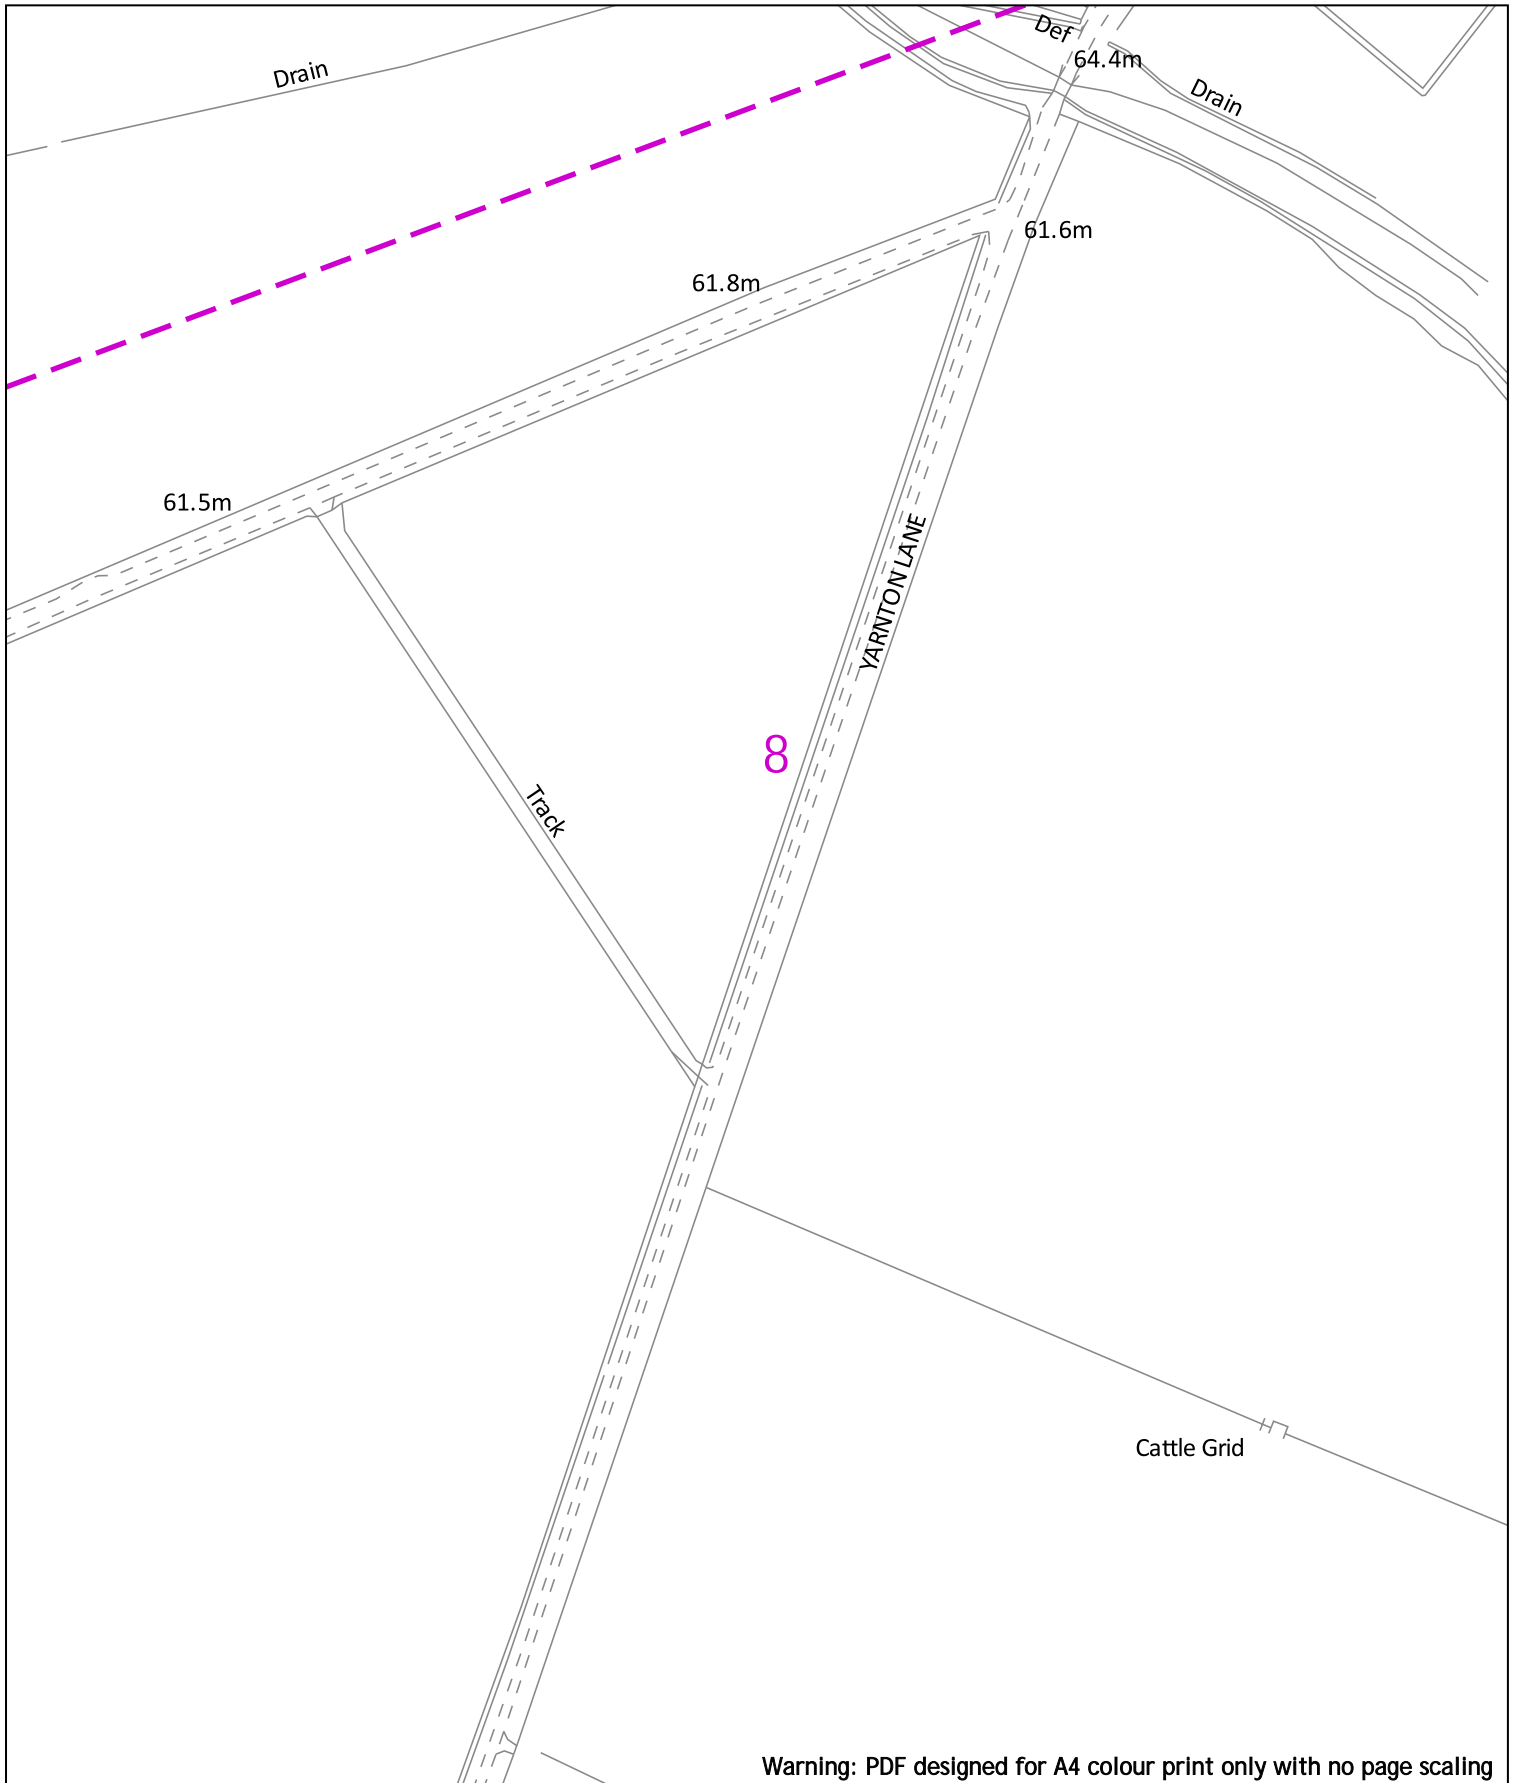 Def
64.4m
Drain
Drain
61.6m
61.8m
61.5m
YARNTON LANE
8
Track
Cattle Grid
Warning: PDF designed for A4 colour print only with no page scaling